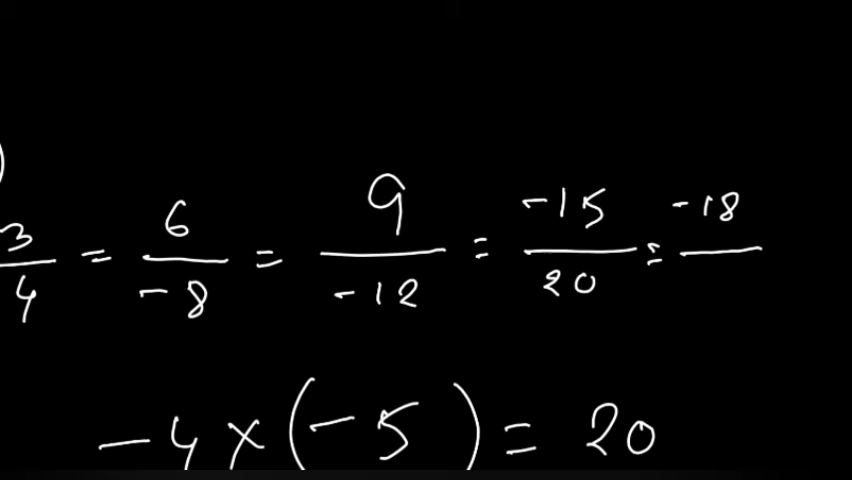 ) 3/4 = 6/-8 = 9/-12 = -15/20 = -18/
-4 × (-5) = 20